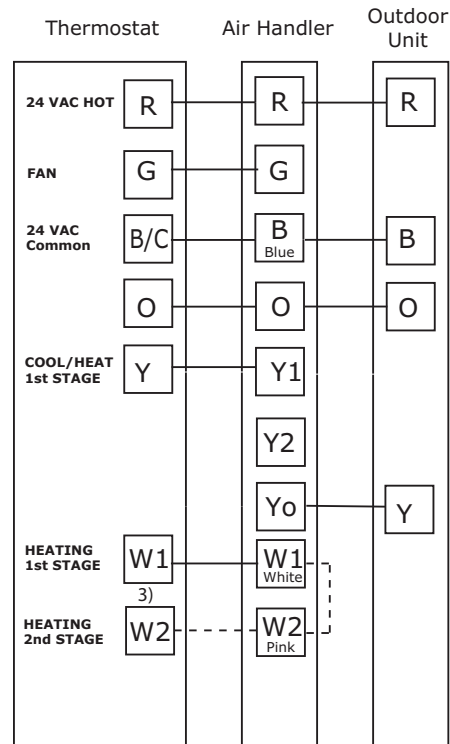 Thermostat
Air Handler
Outdoor
Unit
24 VAC HOT
R
R
R
FAN
G
G
24 VAC
Common
B/C
B
Blue
B
O
O
O
COOL/HEAT
1st STAGE
Y
Y1
Y2
Yo
Y
HEATING
1st STAGE
W1
W1
White
3)
HEATING
2nd STAGE
W2
W2
Pink